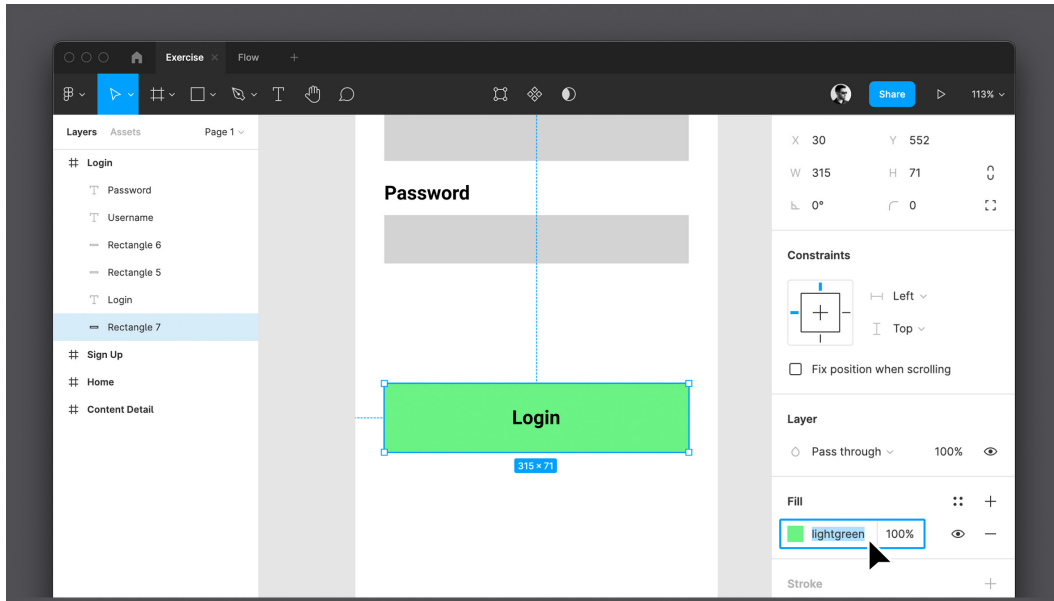 Exercise Flow
Share 113%
Layers Assets Page 1
Login
Password
Username
Rectangle 6
Rectangle 5
Login
Rectangle 7
Sign Up
Home
Content Detail
Password
Login
315 × 71
X 30 Y 552
W 315 H 71
0° 0
Constraints
Left
Top
Fix position when scrolling
Layer
Pass through 100%
Fill
lightgreen 100%
Stroke